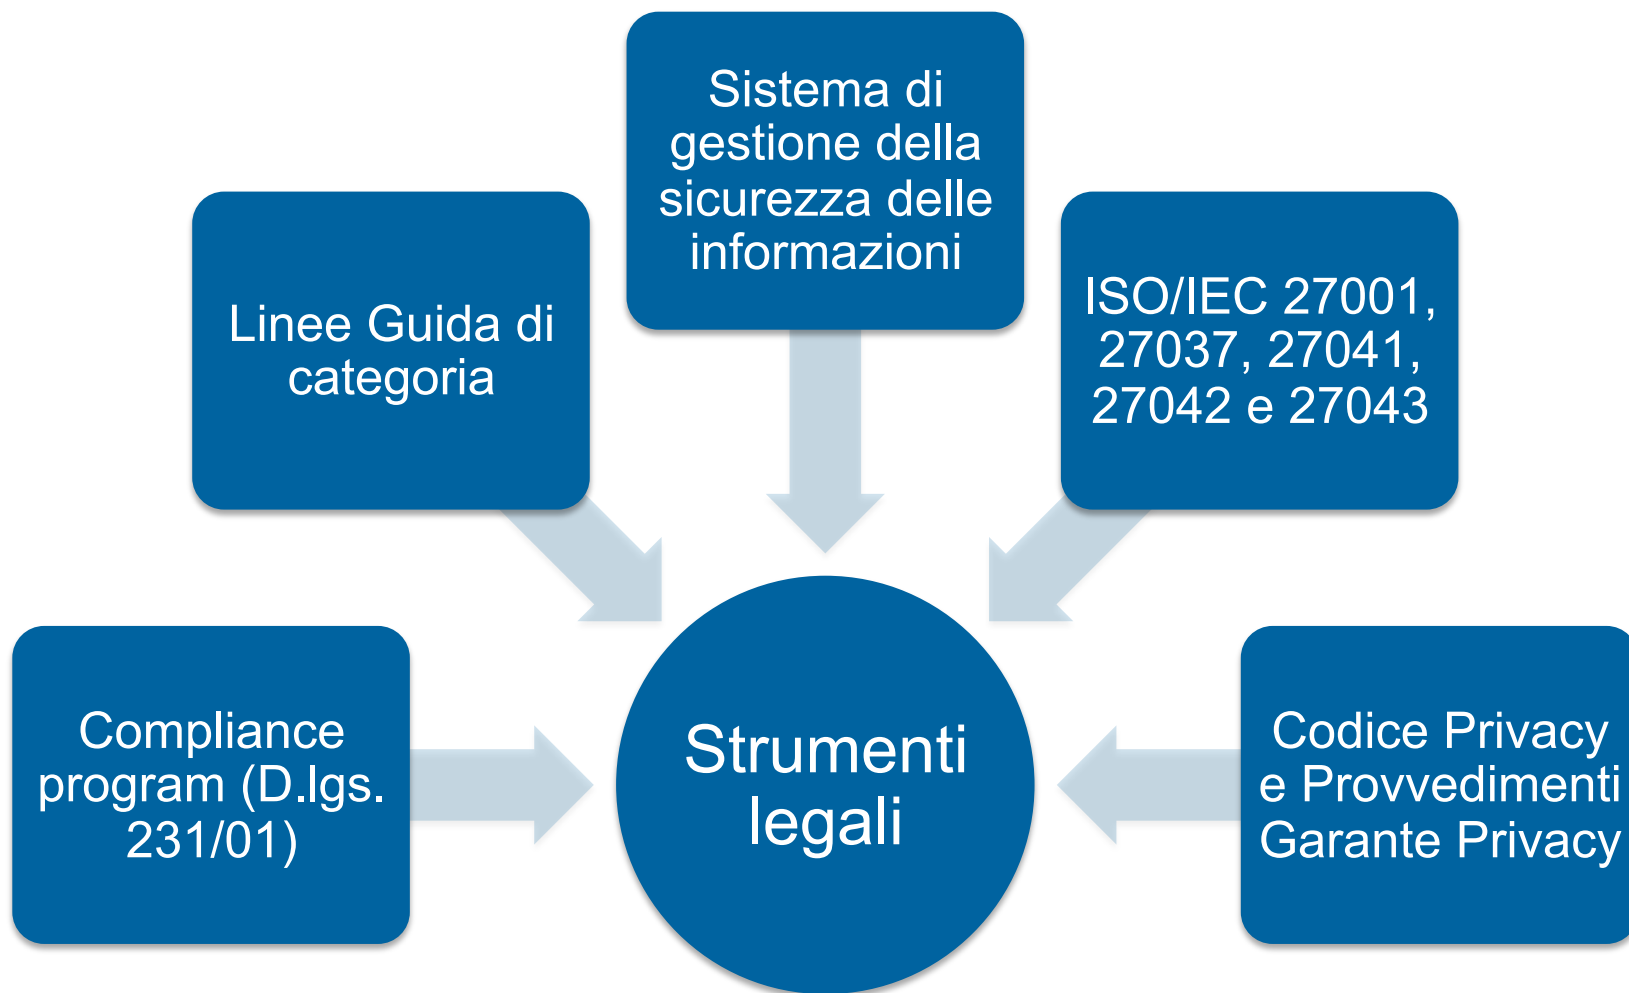 Sistema di
gestione della
sicurezza delle
informazioni
Linee Guida di
categoria
ISO/IEC 27001,
27037, 27041,
27042 e 27043
Compliance
program (D.lgs.
231/01)
Strumenti
legali
Codice Privacy
e Provvedimenti
Garante Privacy